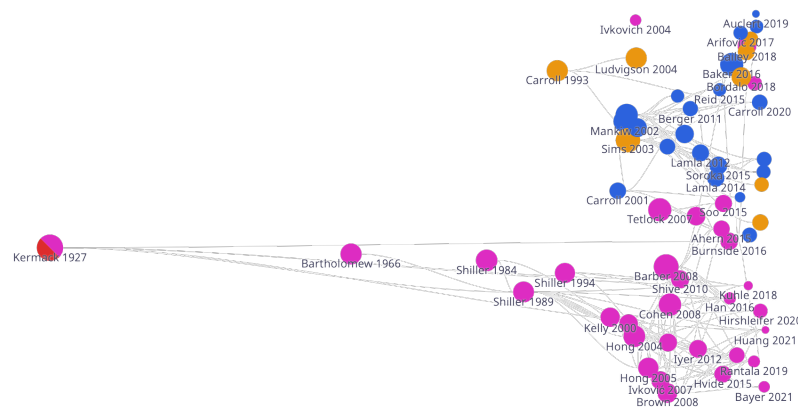 Auclert 2019
Ivkovich 2004
Arifovic 2017
Bailey 2018
Ludvigson 2004
Baker 2016
Carroll 1993
Bordalo 2018
Reid 2015
Carroll 2020
Berger 2011
Mankiw 2002
Sims 2003
Lamla 2012
Soroka 2015
Lamla 2014
Carroll 2001
Soo 2015
Tetlock 2007
Ahern 2013
Burnside 2016
Kermack 1927
Bartholomew 1966
Shiller 1984
Barber 2008
Shiller 1994
Shive 2010
Kuhle 2018
Shiller 1989
Han 2016
Cohen 2008
Hirshleifer 2020
Kelly 2000
Huang 2021
Hong 2004
Iyer 2012
Rantala 2019
Hong 2005
Hvide 2015
Ivkovic 2007
Bayer 2021
Brown 2008